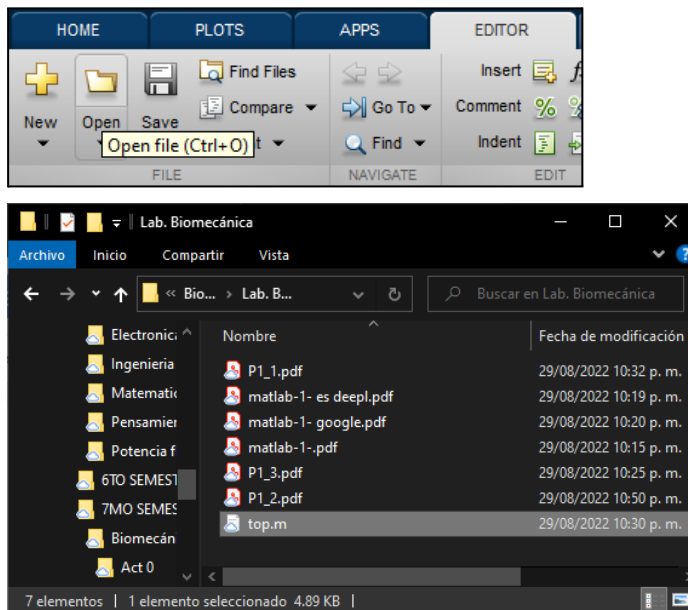 HOME PLOTS APPS EDITOR
Find Files Insert
Compare Go To Comment
New Open Save
Open file (Ctrl+O) Find Indent
FILE NAVIGATE EDIT
Lab. Biomecánica
Archivo Inicio Compartir Vista
« Bio... › Lab. B... Buscar en Lab. Biomecánica
Nombre Fecha de modificación
Ingenieria
P1_1.pdf 29/08/2022 10:32 p. m.
matlab-1- es deepl.pdf 29/08/2022 10:19 p. m.
matlab-1- google.pdf 29/08/2022 10:20 p. m.
Potencia f
matlab-1-.pdf 29/08/2022 10:15 p. m.
6TO SEMEST
P1_3.pdf 29/08/2022 10:25 p. m.
7MO SEMES
P1_2.pdf 29/08/2022 10:50 p. m.
Biomecán
top.m 29/08/2022 10:30 p. m.
Act 0
7 elementos | 1 elemento seleccionado 4.89 KB |